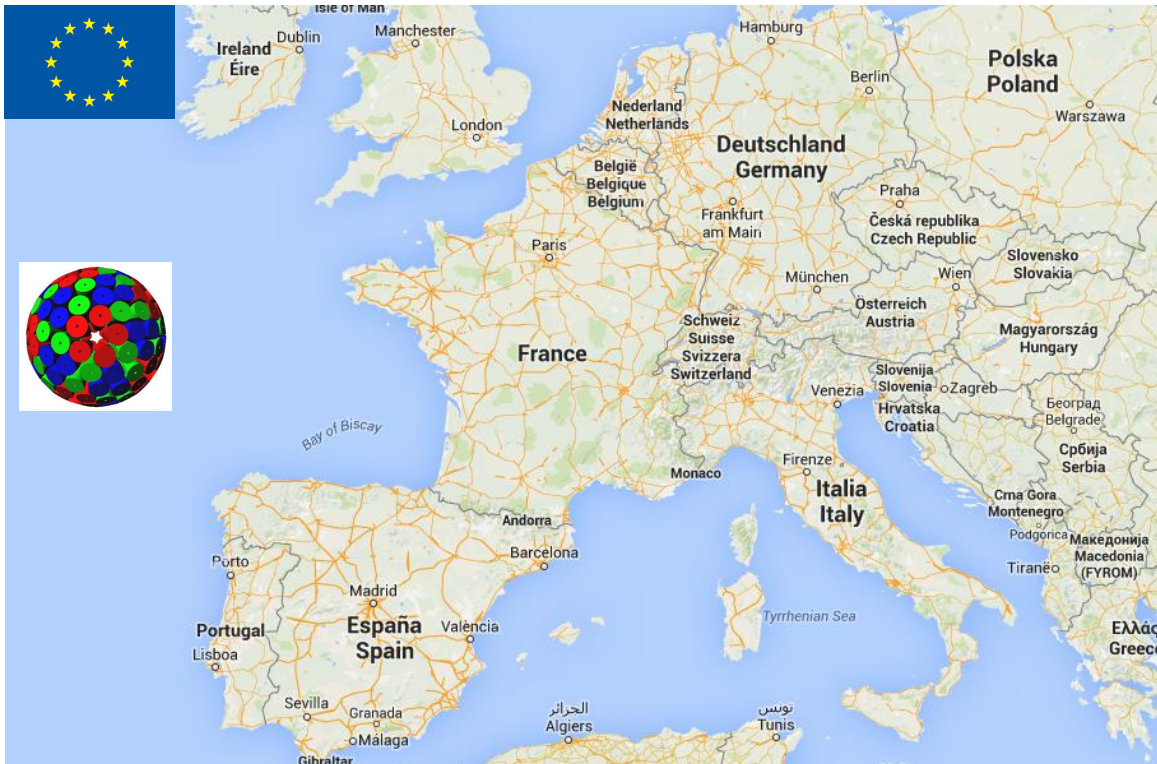 Isle of Man
Ireland
Éire
Dublin
Manchester
London
Hamburg
Berlin
Polska
Poland
Warszawa
Nederland
Netherlands
Deutschland
Germany
België
Belgique
Belgium
Frankfurt
am Main
Praha
Česká republika
Czech Republic
Paris
München
Wien
Slovensko
Slovakia
Österreich
Austria
Schweiz
Suisse
Svizzera
Switzerland
France
Magyarország
Hungary
Slovenija
Slovenia
Zagreb
Venezia
Hrvatska
Croatia
Београд
Belgrade
Србија
Serbia
Bay of Biscay
Monaco
Firenze
Italia
Italy
Crna Gora
Montenegro
Podgorica
Македонија
Macedonia
(FYROM)
Tiranë
Andorra
Barcelona
Porto
Madrid
España
Spain
València
Portugal
Lisboa
Tyrrhenian Sea
Ελλάς
Greece
Sevilla
Granada
Málaga
Gibraltar
الجزائر
Algiers
تونس
Tunis